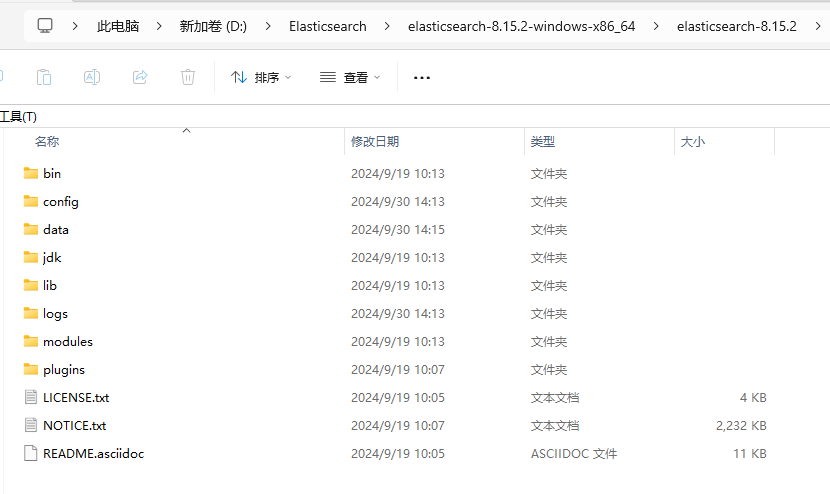 此电脑 新加卷 (D:) Elasticsearch elasticsearch-8.15.2-windows-x86_64 elasticsearch-8.15.2
排序 查看
工具(T)
名称 修改日期 类型 大小
bin 2024/9/19 10:13 文件夹
config 2024/9/30 14:13 文件夹
data 2024/9/30 14:15 文件夹
jdk 2024/9/19 10:13 文件夹
lib 2024/9/19 10:13 文件夹
logs 2024/9/30 14:13 文件夹
modules 2024/9/19 10:13 文件夹
plugins 2024/9/19 10:07 文件夹
LICENSE.txt 2024/9/19 10:05 文本文档 4 KB
NOTICE.txt 2024/9/19 10:07 文本文档 2,232 KB
README.asciidoc 2024/9/19 10:05 ASCIIDOC 文件 11 KB